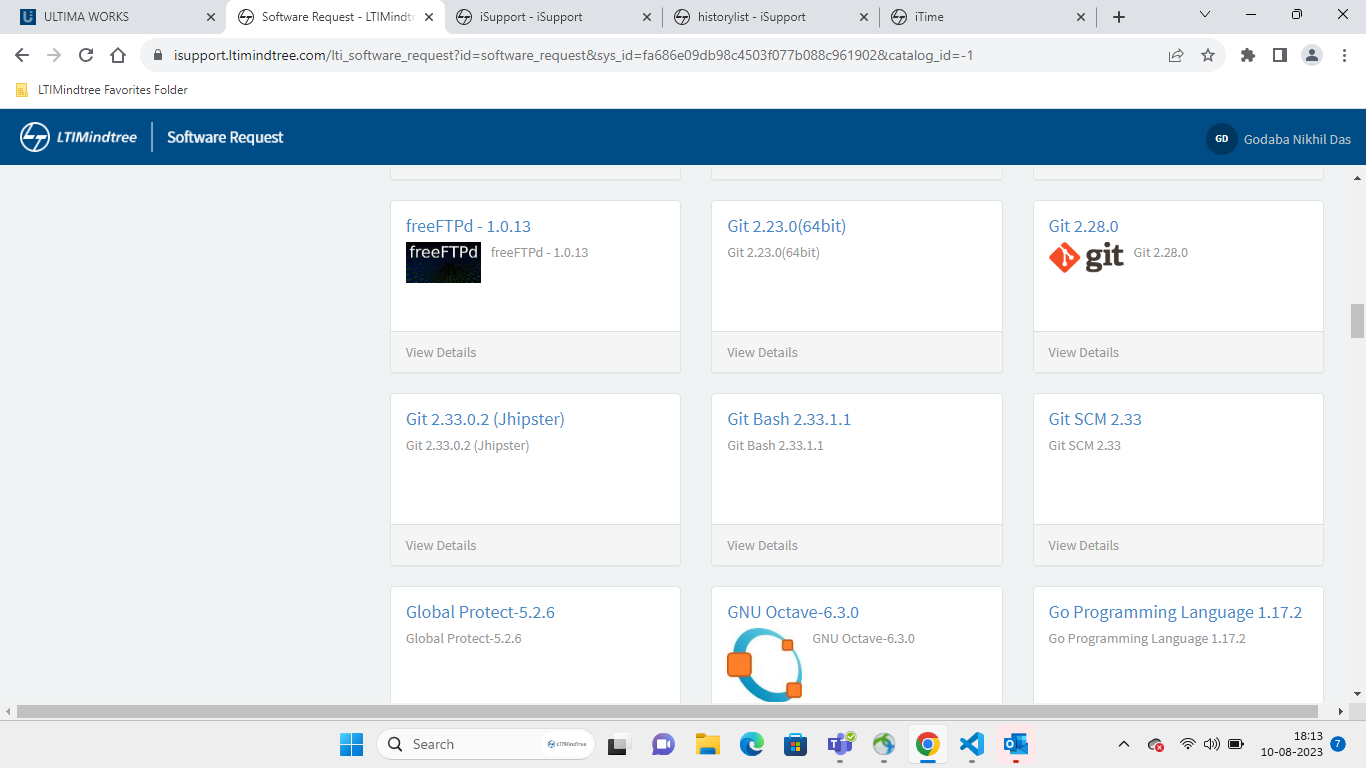 ULTIMA WORKS
Software Request - LTIMindtr
iSupport - iSupport
historylist - iSupport
iTime
isupport.ltimindtree.com/lti_software_request?id=software_request&sys_id=fa686e09db98c4503f077b088c961902&catalog_id=-1
LTIMindtree Favorites Folder
LTIMindtree
Software Request
GD
Godaba Nikhil Das
freeFTPd - 1.0.13
freeFTPd
freeFTPd - 1.0.13
View Details
Git 2.23.0(64bit)
Git 2.23.0(64bit)
View Details
Git 2.28.0
git
Git 2.28.0
View Details
Git 2.33.0.2 (Jhipster)
Git 2.33.0.2 (Jhipster)
View Details
Git Bash 2.33.1.1
Git Bash 2.33.1.1
View Details
Git SCM 2.33
Git SCM 2.33
View Details
Global Protect-5.2.6
Global Protect-5.2.6
GNU Octave-6.3.0
GNU Octave-6.3.0
Go Programming Language 1.17.2
Go Programming Language 1.17.2
Search
LTIMindtree
18:13
10-08-2023
7